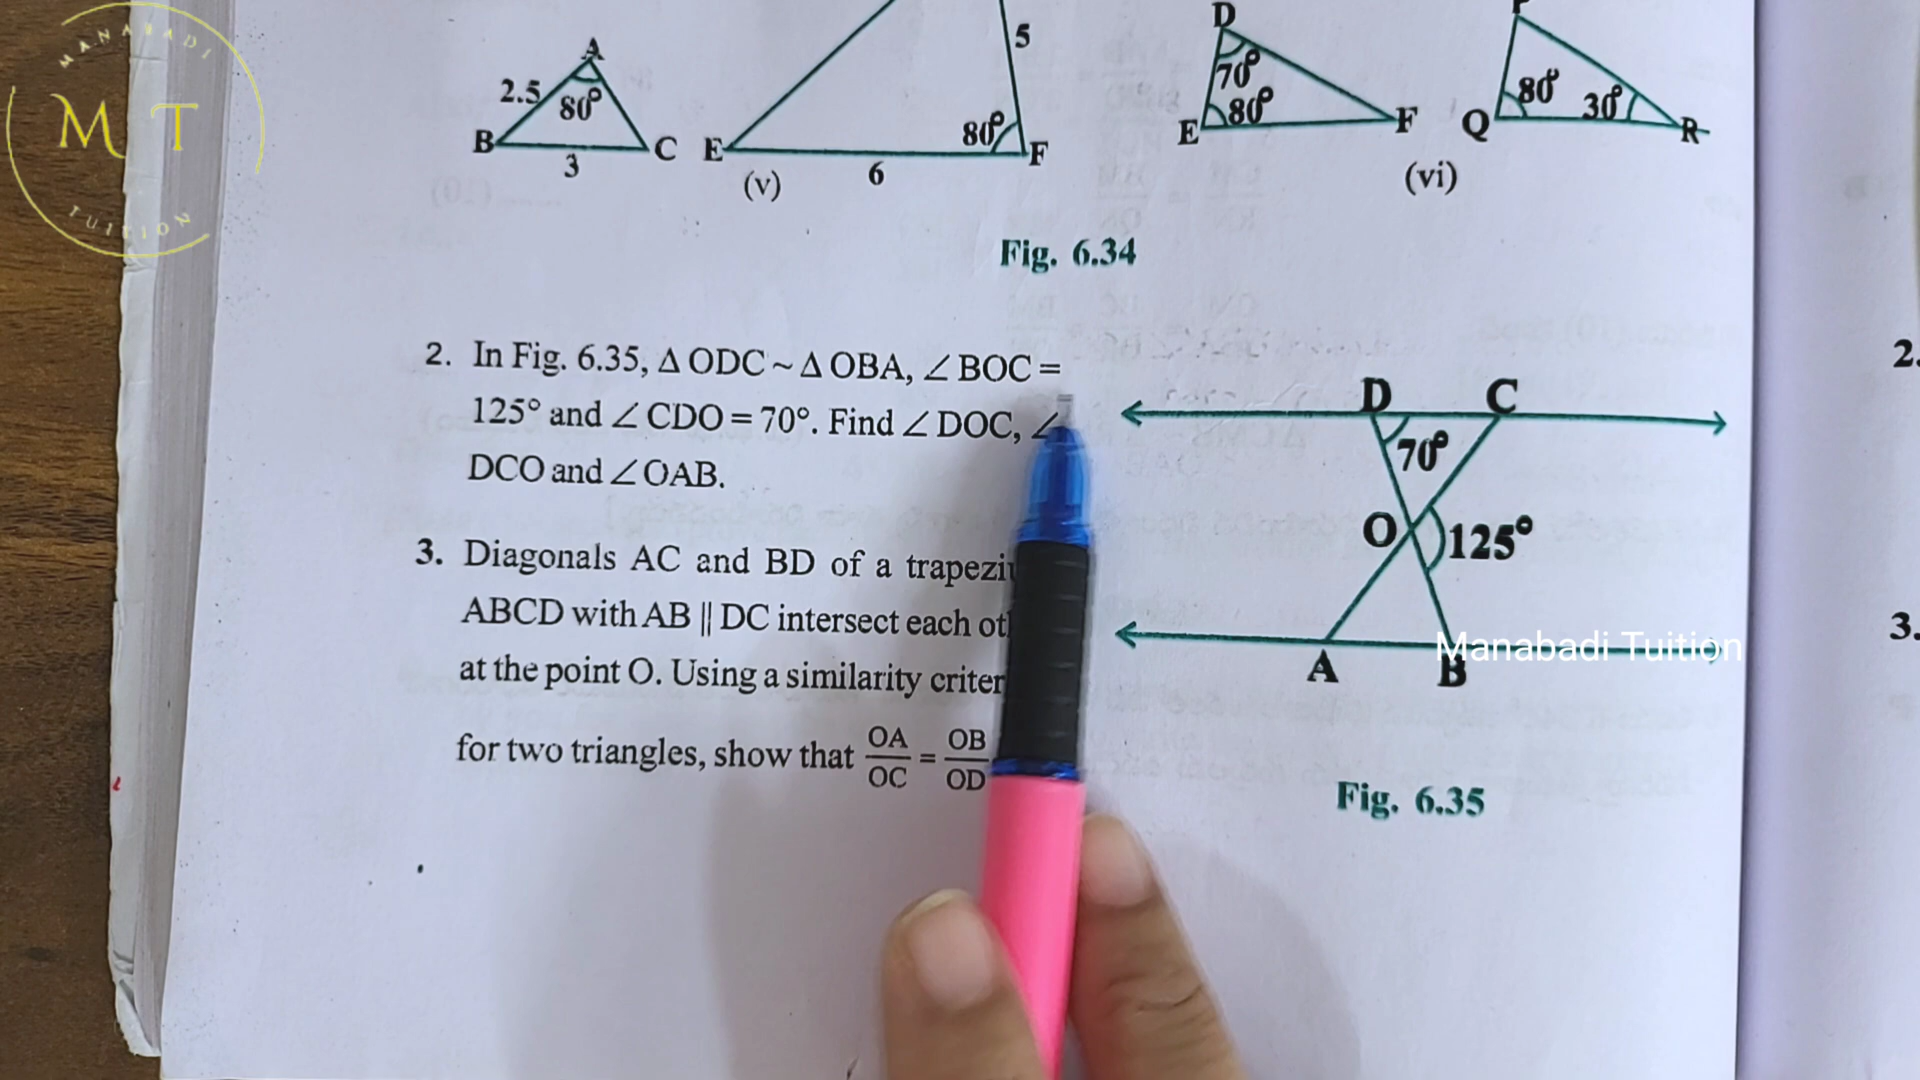 MANABADI
M T
TUITION
A
2.5
80°
B
C
3
E
5
80°
F
6
(v)
D
70°
80°
E
F
80°
30°
Q
R
(vi)
Fig. 6.34
2. In Fig. 6.35, Δ ODC ~ Δ OBA, ∠ BOC =
125° and ∠ CDO = 70°. Find ∠ DOC, ∠
DCO and ∠ OAB.
3. Diagonals AC and BD of a
ABCD with AB || DC intersect each
at the point O. Using a similarity
for two triangles, show that OA/OC = OB/OD
D
C
70°
O
125°
A
B
Manabadi Tuition
Fig. 6.35
2.
3.